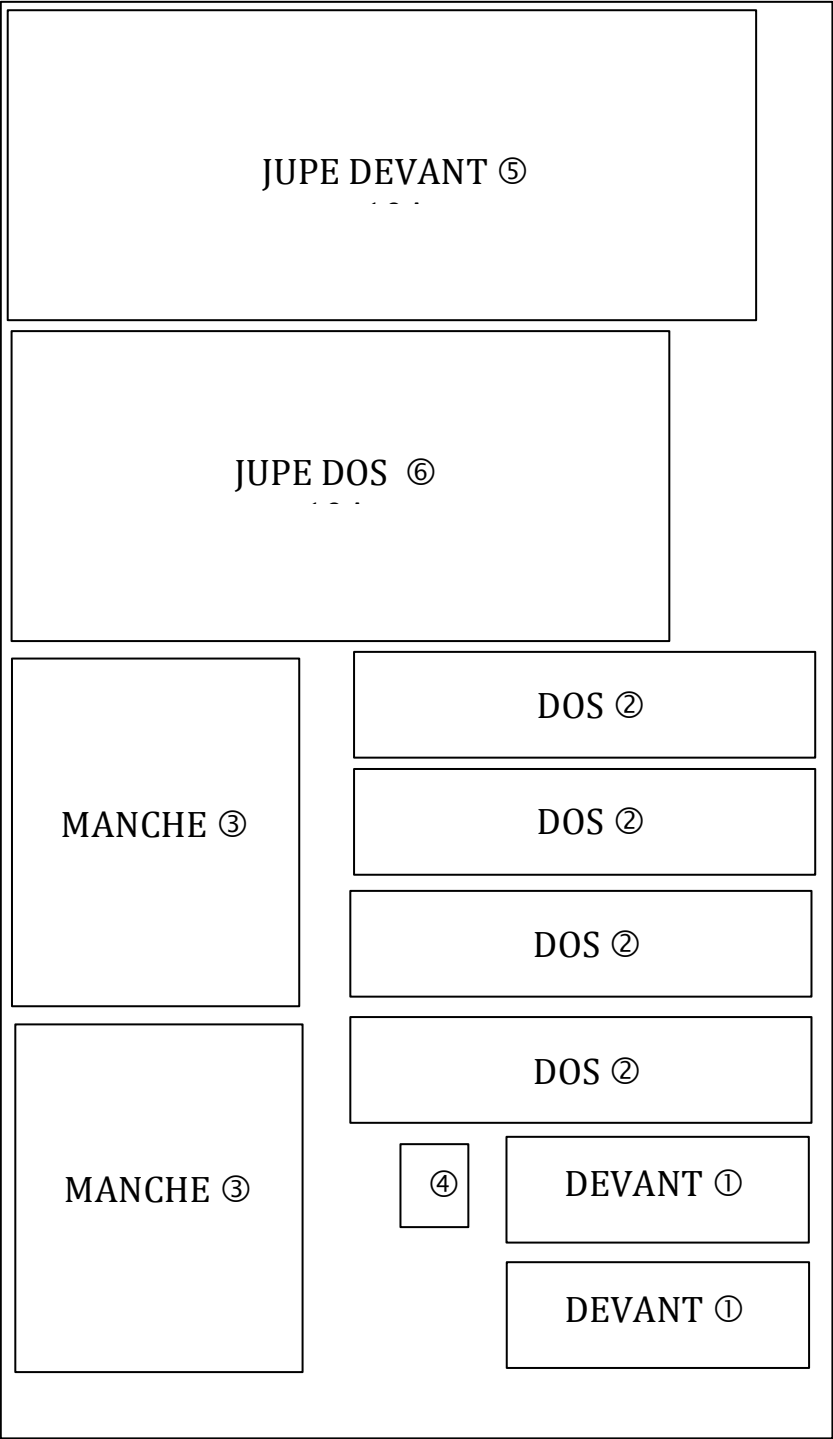 JUPE DEVANT ⑤
JUPE DOS ⑥
DOS ②
MANCHE ③
DOS ②
DOS ②
DOS ②
MANCHE ③
④
DEVANT ①
DEVANT ①